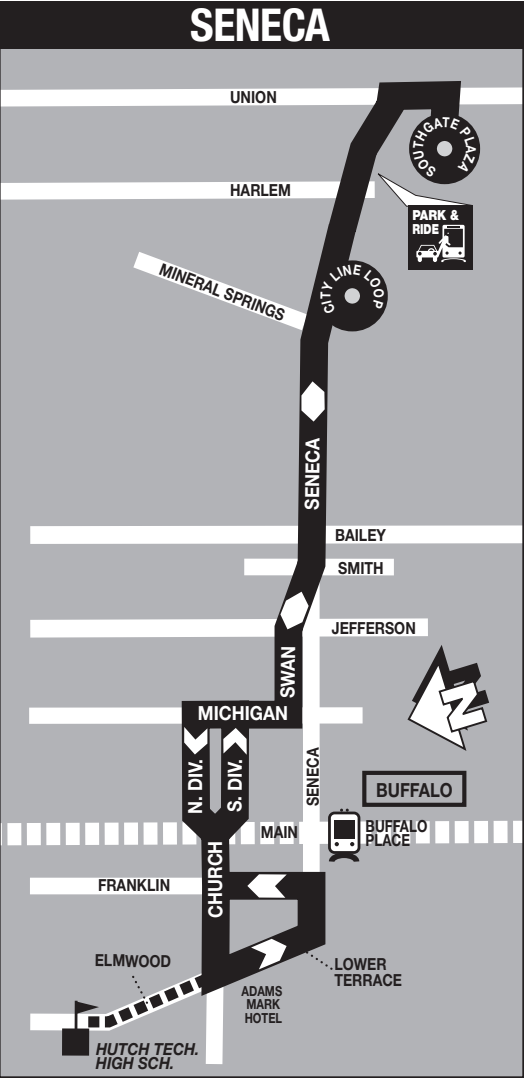 SENECA
UNION
SOUTHGATE PLAZA
HARLEM
PARK &
RIDE
MINERAL SPRINGS
CITY LINE LOOP
SENECA
BAILEY
SMITH
JEFFERSON
SWAN
N
MICHIGAN
N. DIV.
S. DIV.
SENECA
BUFFALO
MAIN
BUFFALO
PLACE
CHURCH
FRANKLIN
ELMWOOD
LOWER
TERRACE
ADAMS
MARK
HOTEL
HUTCH TECH.
HIGH SCH.